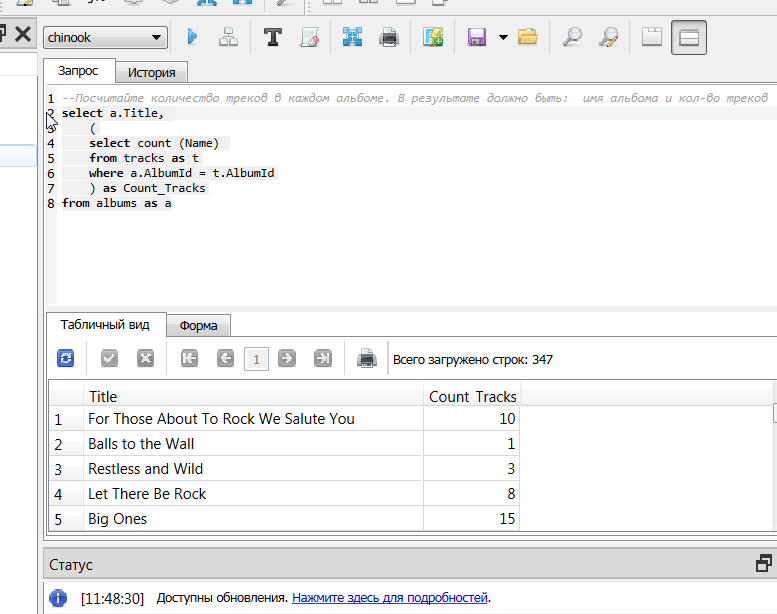 chinook
Запрос
История
1 --Посчитайте количество треков в каждом альбоме. В результате должно быть: имя альбома и кол-во треков
2 select a.Title,
3 (
4 select count (Name)
5 from tracks as t
6 where a.AlbumId = t.AlbumId
7 ) as Count_Tracks
8 from albums as a
Табличный вид
Форма
1
Всего загружено строк: 347
Title Count Tracks
1 For Those About To Rock We Salute You 10
2 Balls to the Wall 1
3 Restless and Wild 3
4 Let There Be Rock 8
5 Big Ones 15
Статус
[11:48:30] Доступны обновления. Нажмите здесь для подробностей.